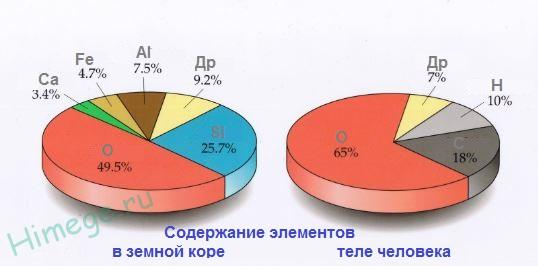 Ca
3.4%
Fe
4.7%
Al
7.5%
Др
9.2%
Si
25.7%
O
49.5%
Др
7%
H
10%
C
18%
O
65%
Содержание элементов
в земной коре теле человека
Himege.ru